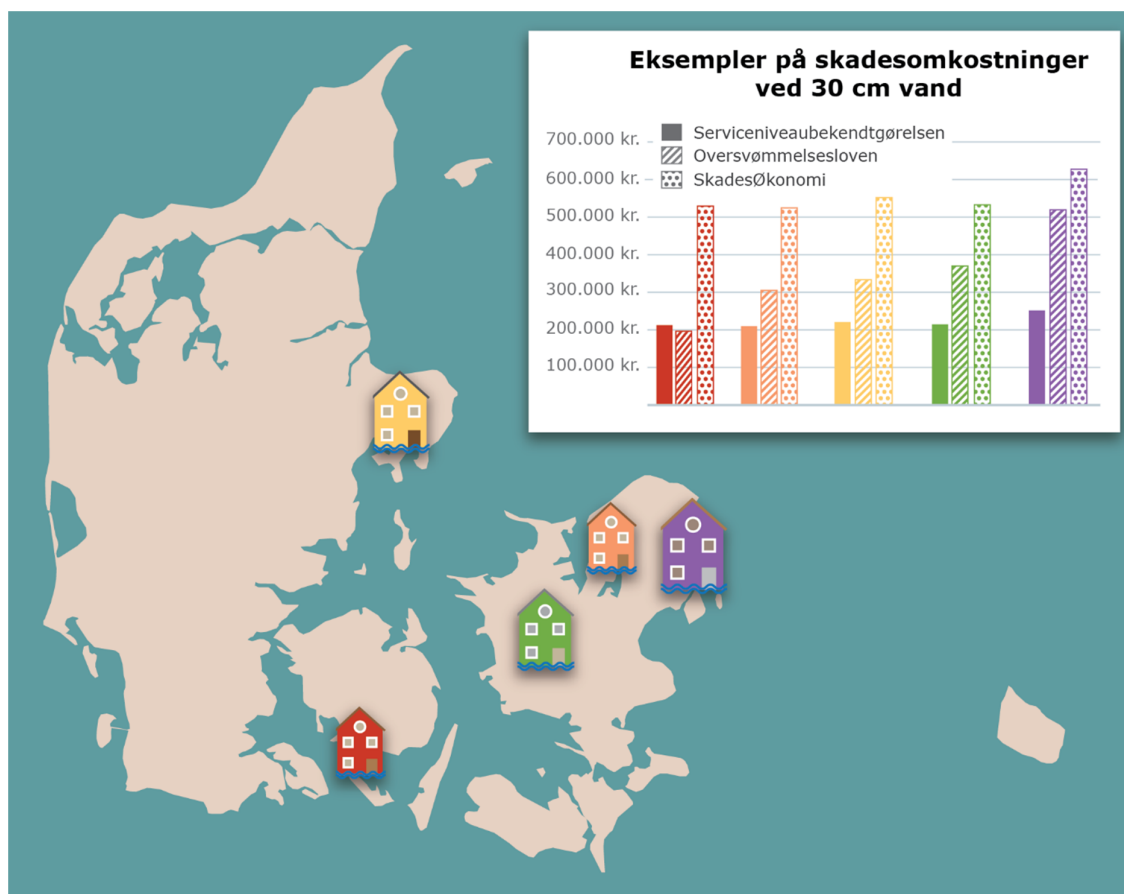 Eksempler på skadesomkostninger
ved 30 cm vand
700.000 kr.
Serviceniveaubekendtgørelsen
Oversvømmelsesloven
600.000 kr.
SkadesØkonomi
500.000 kr.
400.000 kr.
300.000 kr.
200.000 kr.
100.000 kr.